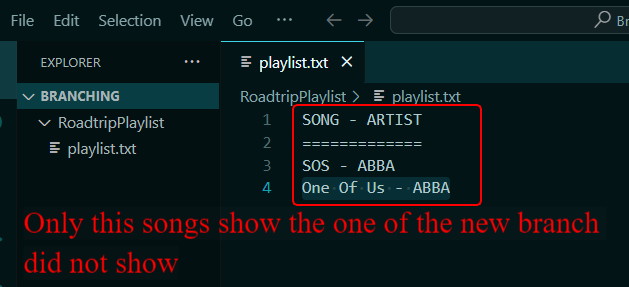 File Edit Selection View Go ... ← → Br
EXPLORER ...
playlist.txt ×
BRANCHING
RoadtripPlaylist > playlist.txt
RoadtripPlaylist
playlist.txt
1 SONG - ARTIST
2 =============
3 SOS - ABBA
4 One Of Us - ABBA
Only this songs show the one of the new branch
did not show